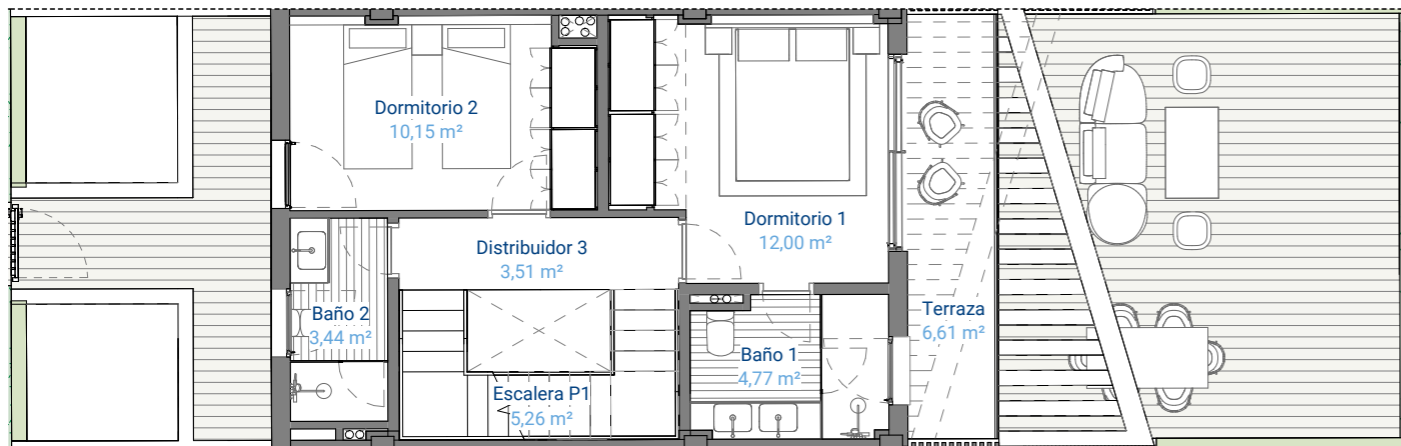 Dormitorio 2
10,15 m²
Dormitorio 1
12,00 m²
Distribuidor 3
3,51 m²
Baño 2
3,44 m²
Terraza
6,61 m²
Baño 1
4,77 m²
Escalera P1
5,26 m²